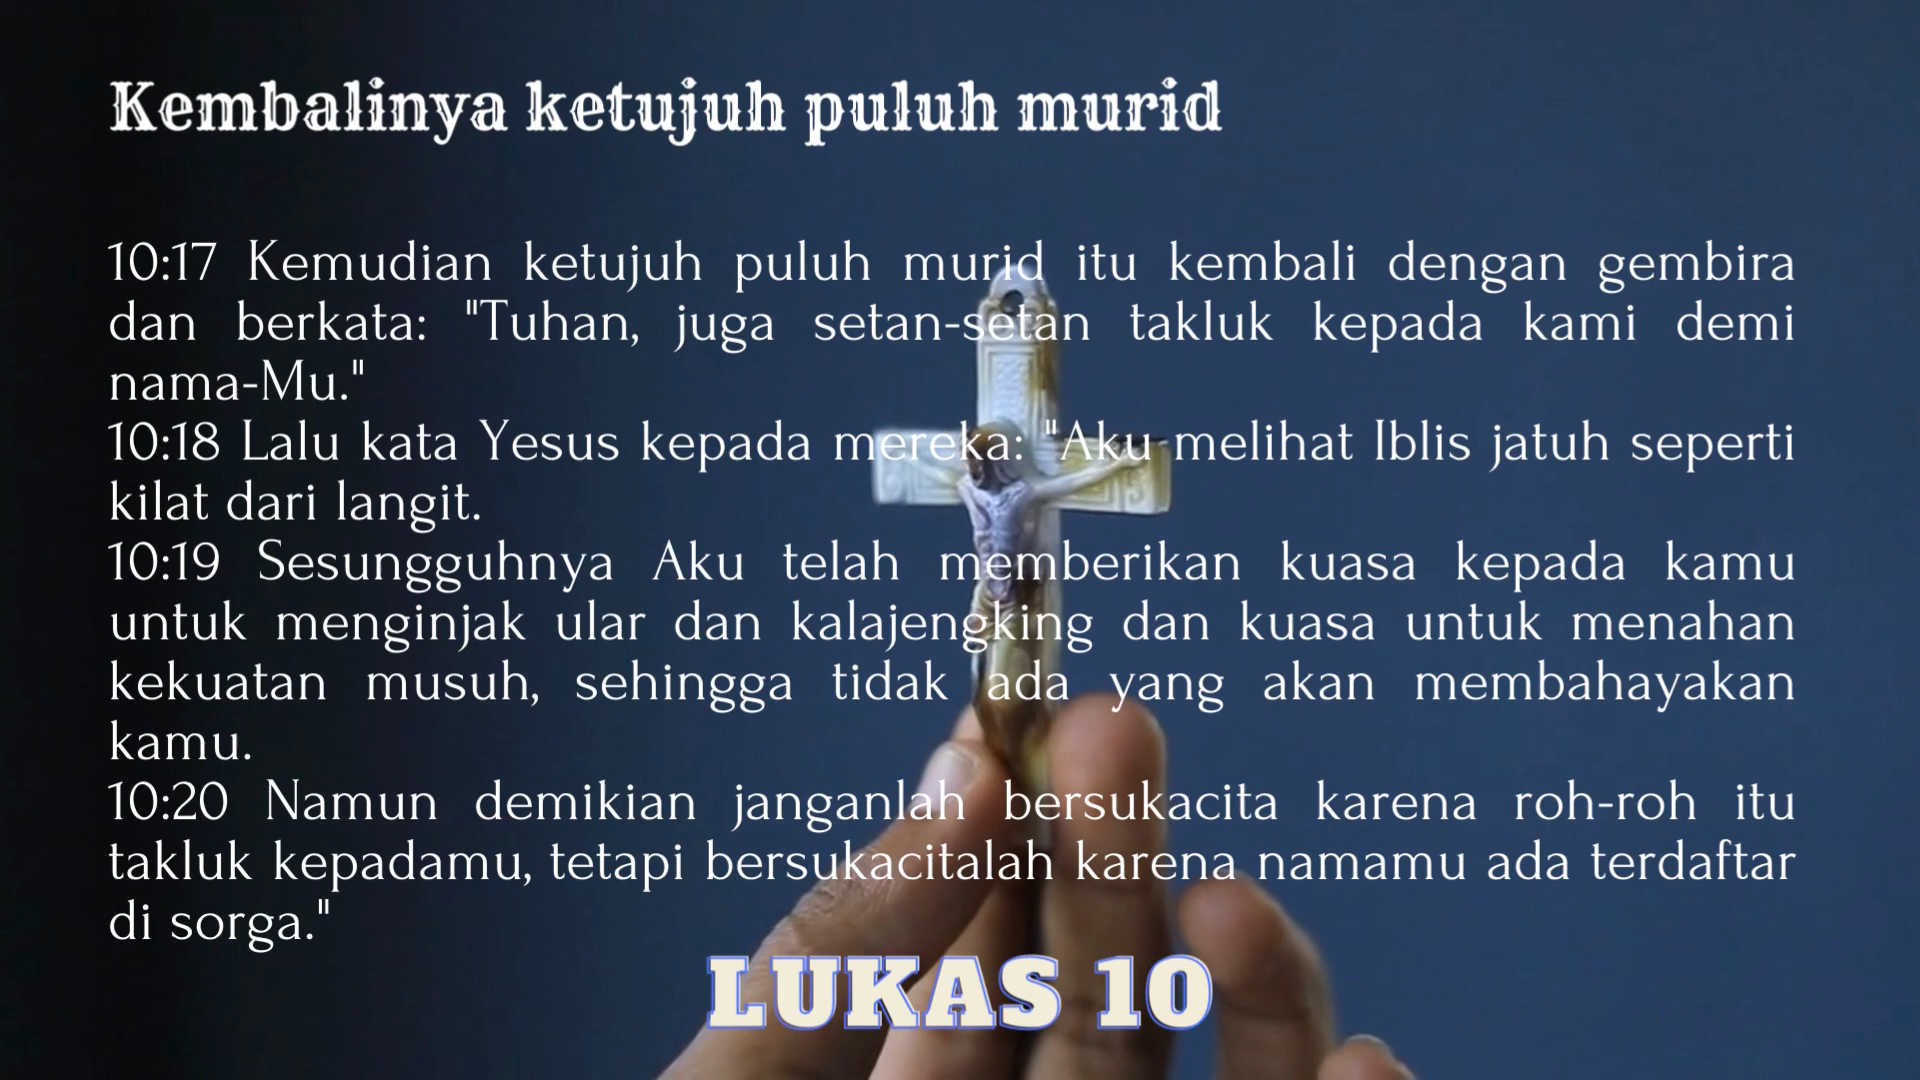 Kembalinya ketujuh puluh murid
10:17 Kemudian ketujuh puluh murid itu kembali dengan gembira
dan berkata: "Tuhan, juga setan-setan takluk kepada kami demi
nama-Mu."
10:18 Lalu kata Yesus kepada mereka: "Aku melihat Iblis jatuh seperti
kilat dari langit.
10:19 Sesungguhnya Aku telah memberikan kuasa kepada kamu
untuk menginjak ular dan kalajengking dan kuasa untuk menahan
kekuatan musuh, sehingga tidak ada yang akan membahayakan
kamu.
10:20 Namun demikian janganlah bersukacita karena roh-roh itu
takluk kepadamu, tetapi bersukacitalah karena namamu ada terdaftar
di sorga."
LUKAS 10